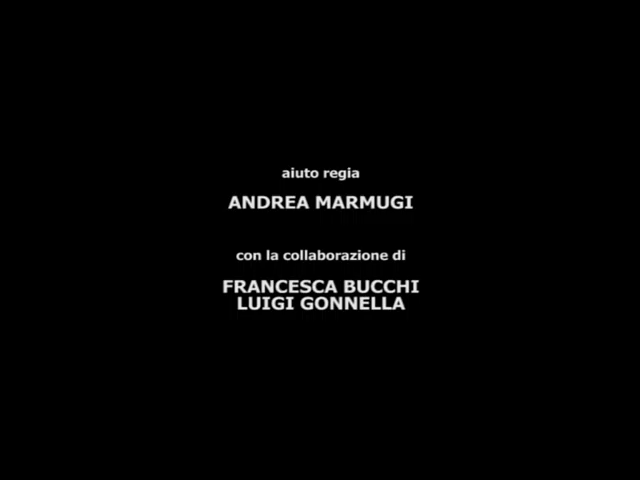 aiuto regia
ANDREA MARMUGI
con la collaborazione di
FRANCESCA BUCCHI
LUIGI GONNELLA